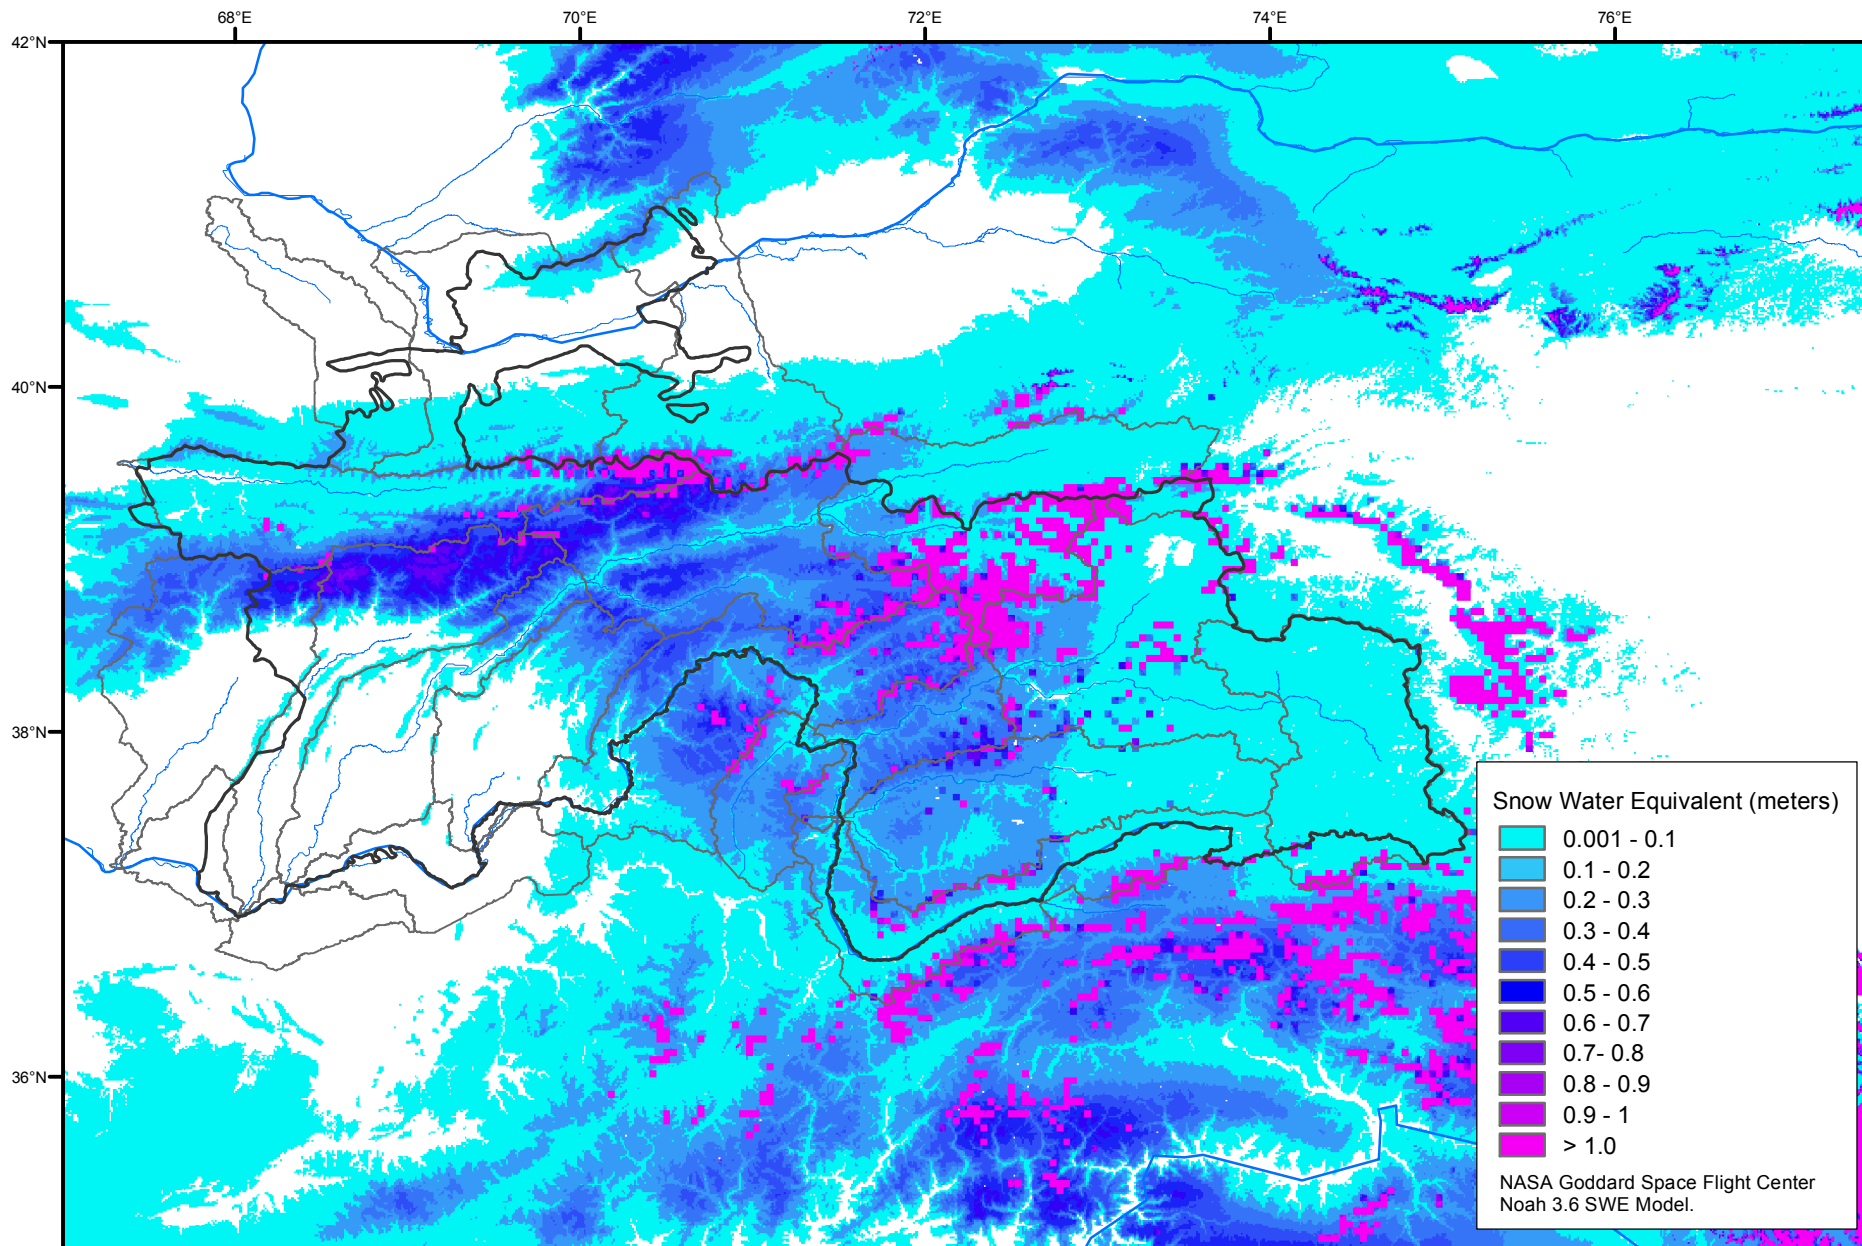 68°E 70°E 72°E 74°E 76°E
42°N
40°N
38°N
36°N
Snow Water Equivalent (meters)
0.001 - 0.1
0.1 - 0.2
0.2 - 0.3
0.3 - 0.4
0.4 - 0.5
0.5 - 0.6
0.6 - 0.7
0.7- 0.8
0.8 - 0.9
0.9 - 1
> 1.0
NASA Goddard Space Flight Center
Noah 3.6 SWE Model.